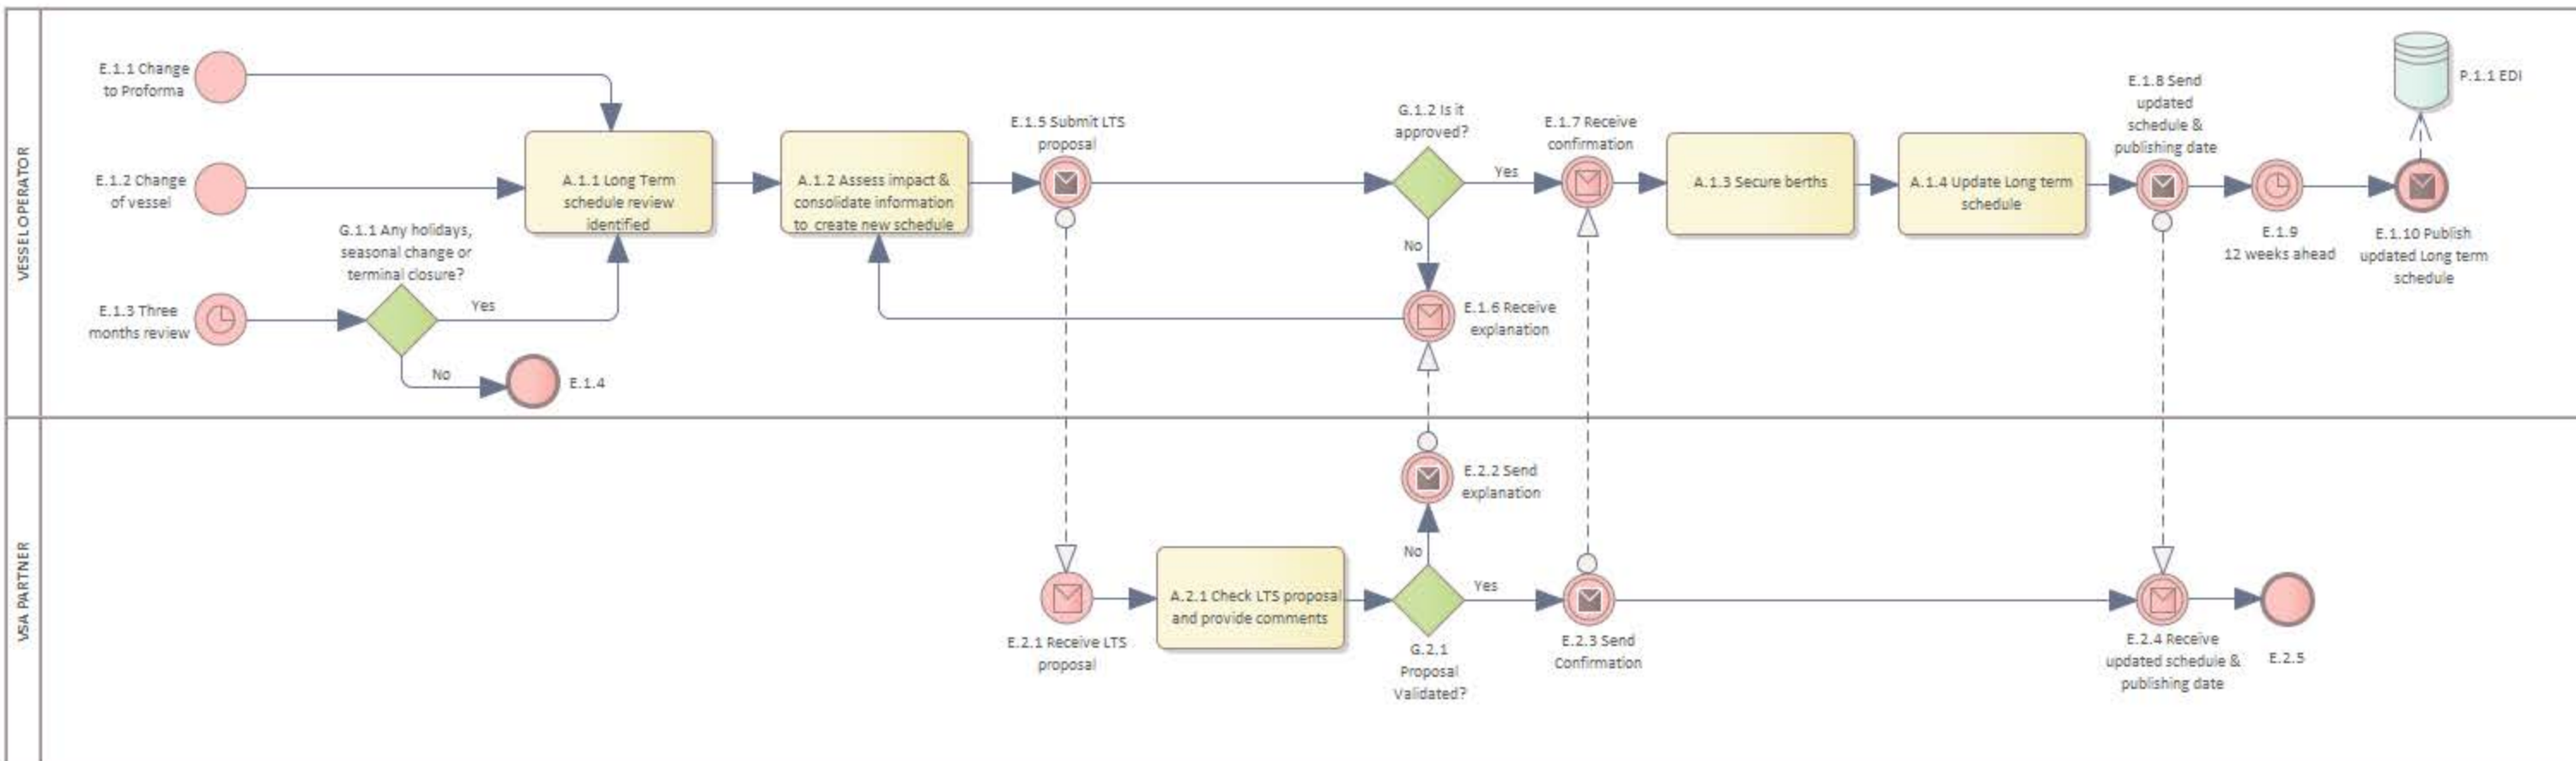 VESSEL OPERATOR
E.1.1 Change
to Proforma
E.1.2 Change
of vessel
G.1.1 Any holidays,
seasonal change or
terminal closure?
E.1.3 Three
months review
Yes
No
E.1.4
A.1.1 Long Term
schedule review
identified
A.1.2 Assess impact &
consolidate information
to create new schedule
E.1.5 Submit LTS
proposal
G.1.2 Is it
approved?
Yes
No
E.1.6 Receive
explanation
E.1.7 Receive
confirmation
A.1.3 Secure berths
A.1.4 Update Long term
schedule
E.1.8 Send
updated
schedule &
publishing date
E.1.9
12 weeks ahead
P.1.1 EDI
E.1.10 Publish
updated Long term
schedule
VSA PARTNER
E.2.1 Receive LTS
proposal
A.2.1 Check LTS proposal
and provide comments
E.2.2 Send
explanation
No
Yes
G.2.1
Proposal
Validated?
E.2.3 Send
Confirmation
E.2.4 Receive
updated schedule &
publishing date
E.2.5